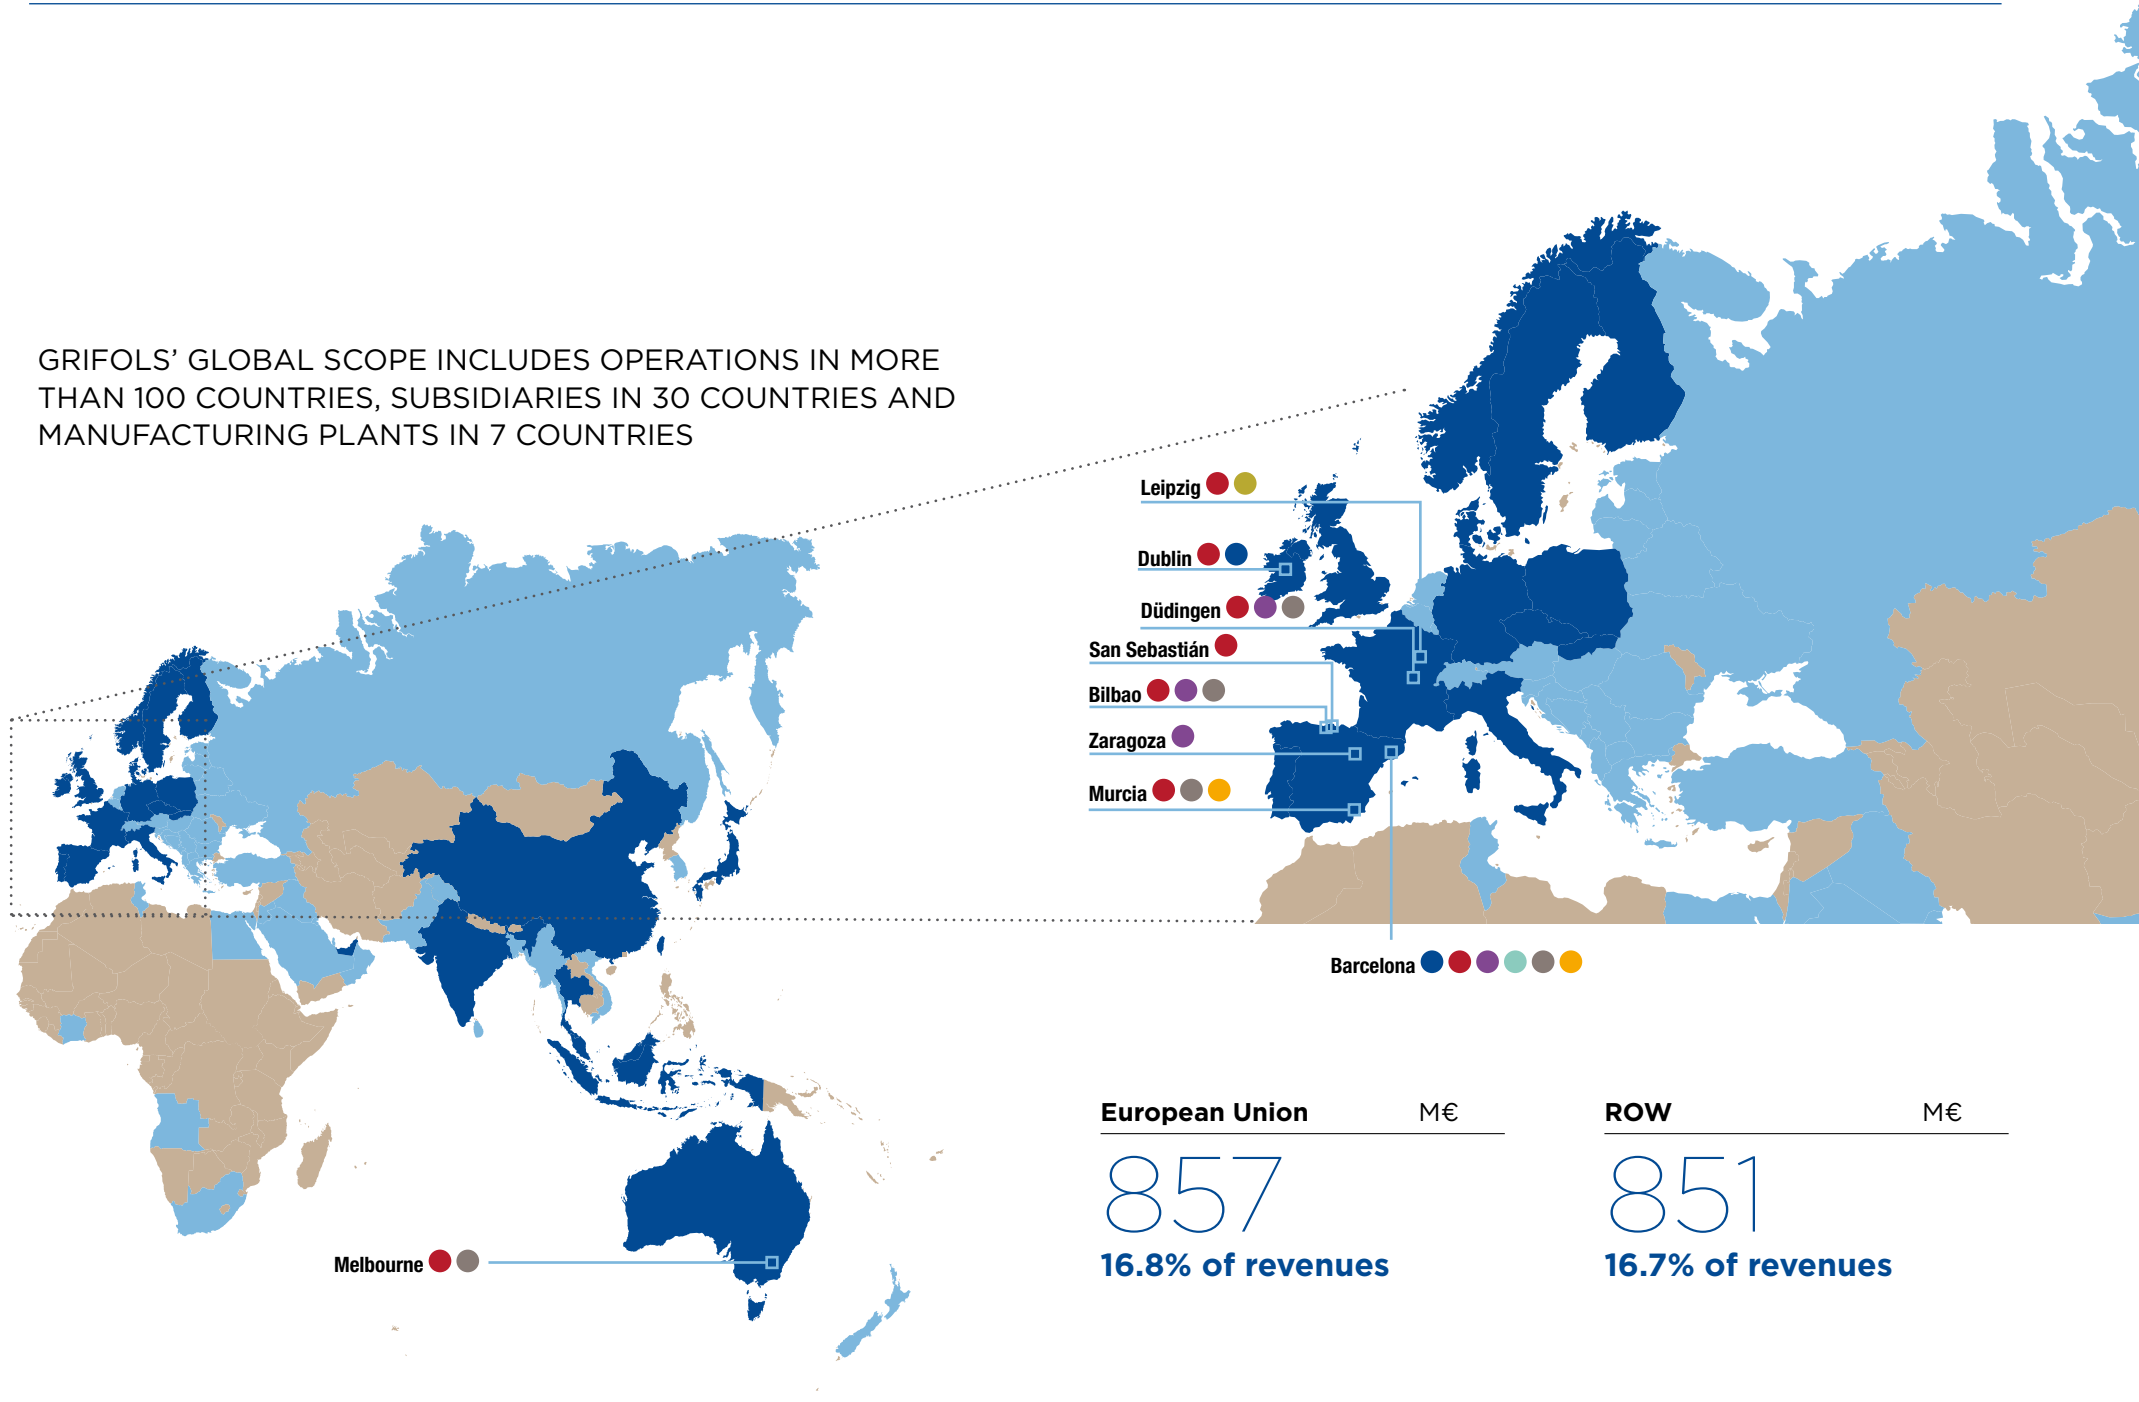 GRIFOLS’ GLOBAL SCOPE INCLUDES OPERATIONS IN MORE
THAN 100 COUNTRIES, SUBSIDIARIES IN 30 COUNTRIES AND
MANUFACTURING PLANTS IN 7 COUNTRIES
Leipzig
Dublin
Düdingen
San Sebastián
Bilbao
Zaragoza
Murcia
Barcelona
Melbourne
European Union M€
857
16.8% of revenues
ROW M€
851
16.7% of revenues